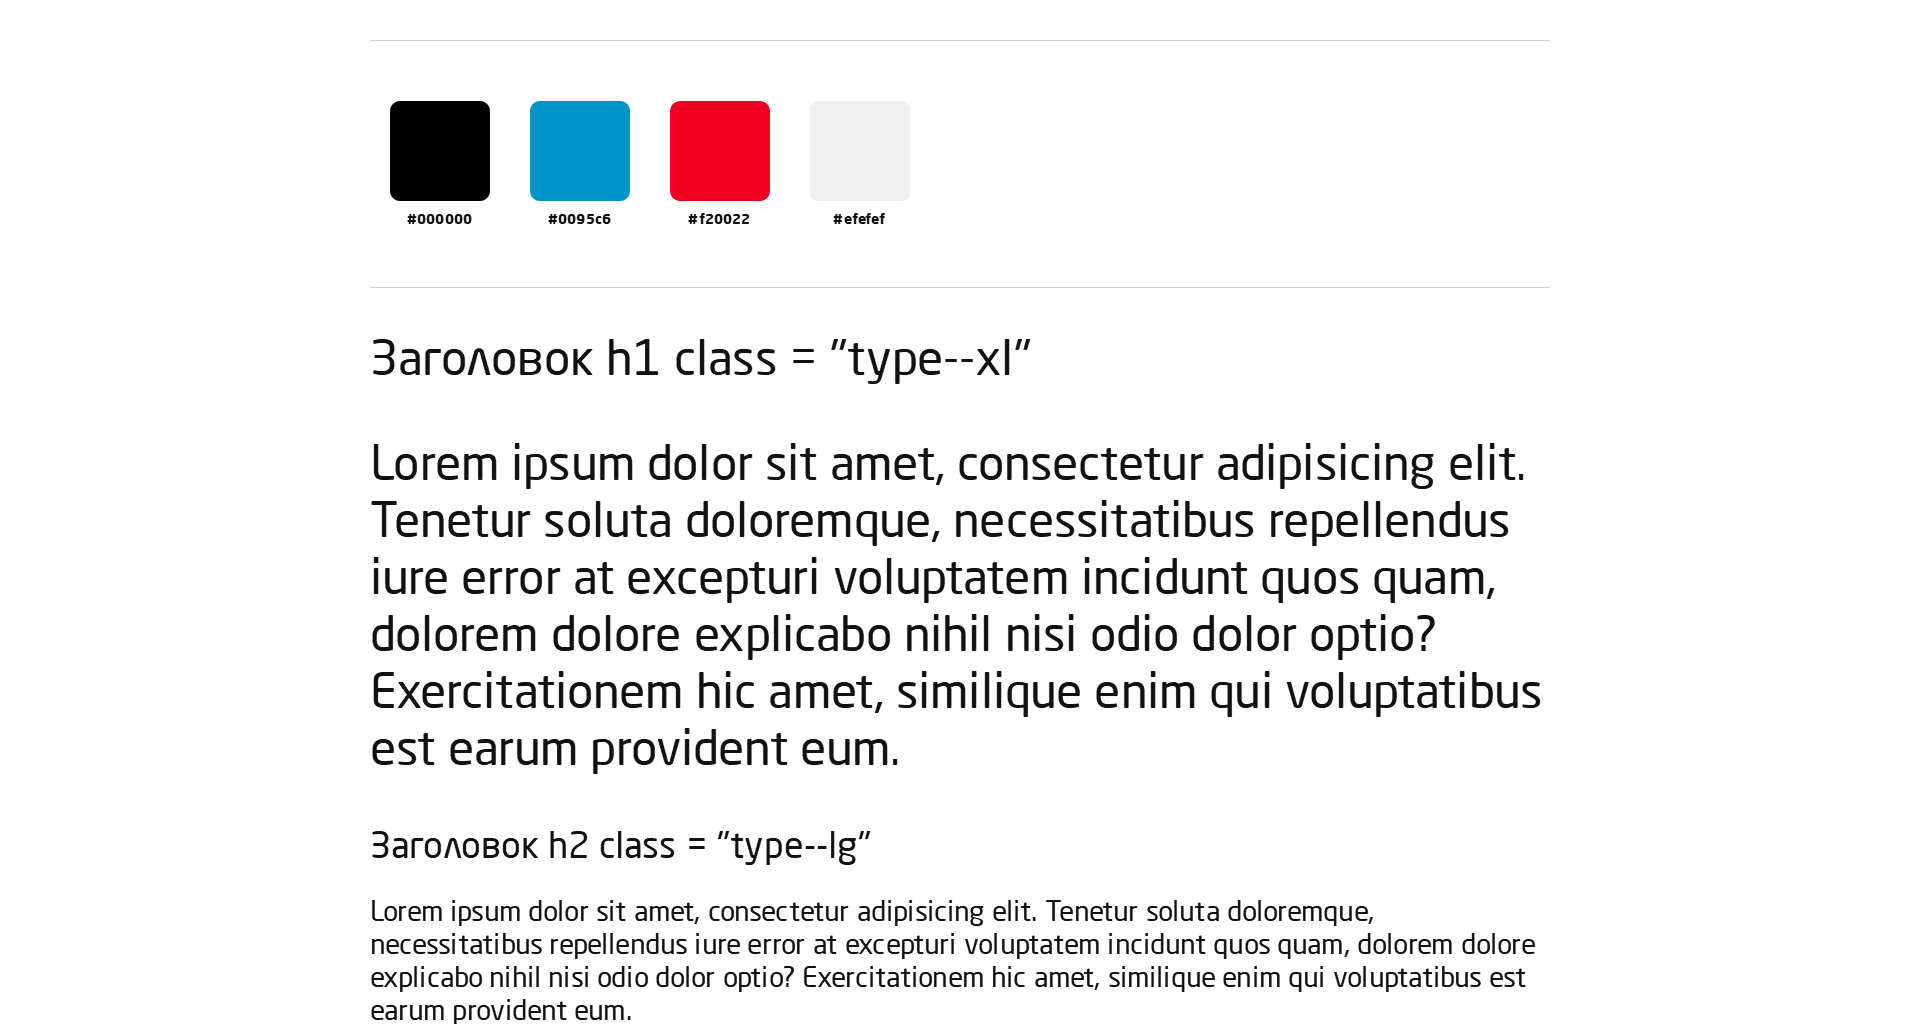 #000000 #0095c6 #f20022 #efefef
Заголовок h1 class = "type--xl"
Lorem ipsum dolor sit amet, consectetur adipisicing elit.
Tenetur soluta doloremque, necessitatibus repellendus
iure error at excepturi voluptatem incidunt quos quam,
dolorem dolore explicabo nihil nisi odio dolor optio?
Exercitationem hic amet, similique enim qui voluptatibus
est earum provident eum.
Заголовок h2 class = "type--lg"
Lorem ipsum dolor sit amet, consectetur adipisicing elit. Tenetur soluta doloremque,
necessitatibus repellendus iure error at excepturi voluptatem incidunt quos quam, dolorem dolore
explicabo nihil nisi odio dolor optio? Exercitationem hic amet, similique enim qui voluptatibus est
earum provident eum.